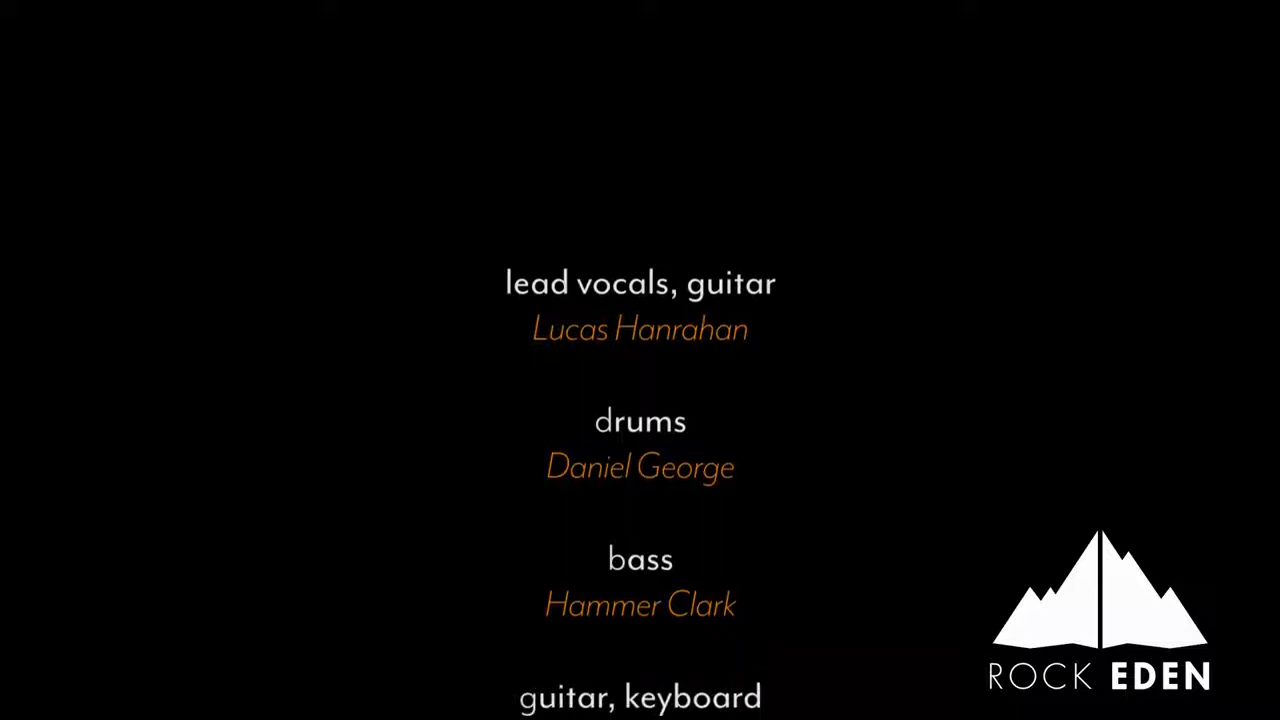 lead vocals, guitar
Lucas Hanrahan
drums
Daniel George
bass
Hammer Clark
guitar, keyboard
ROCK EDEN